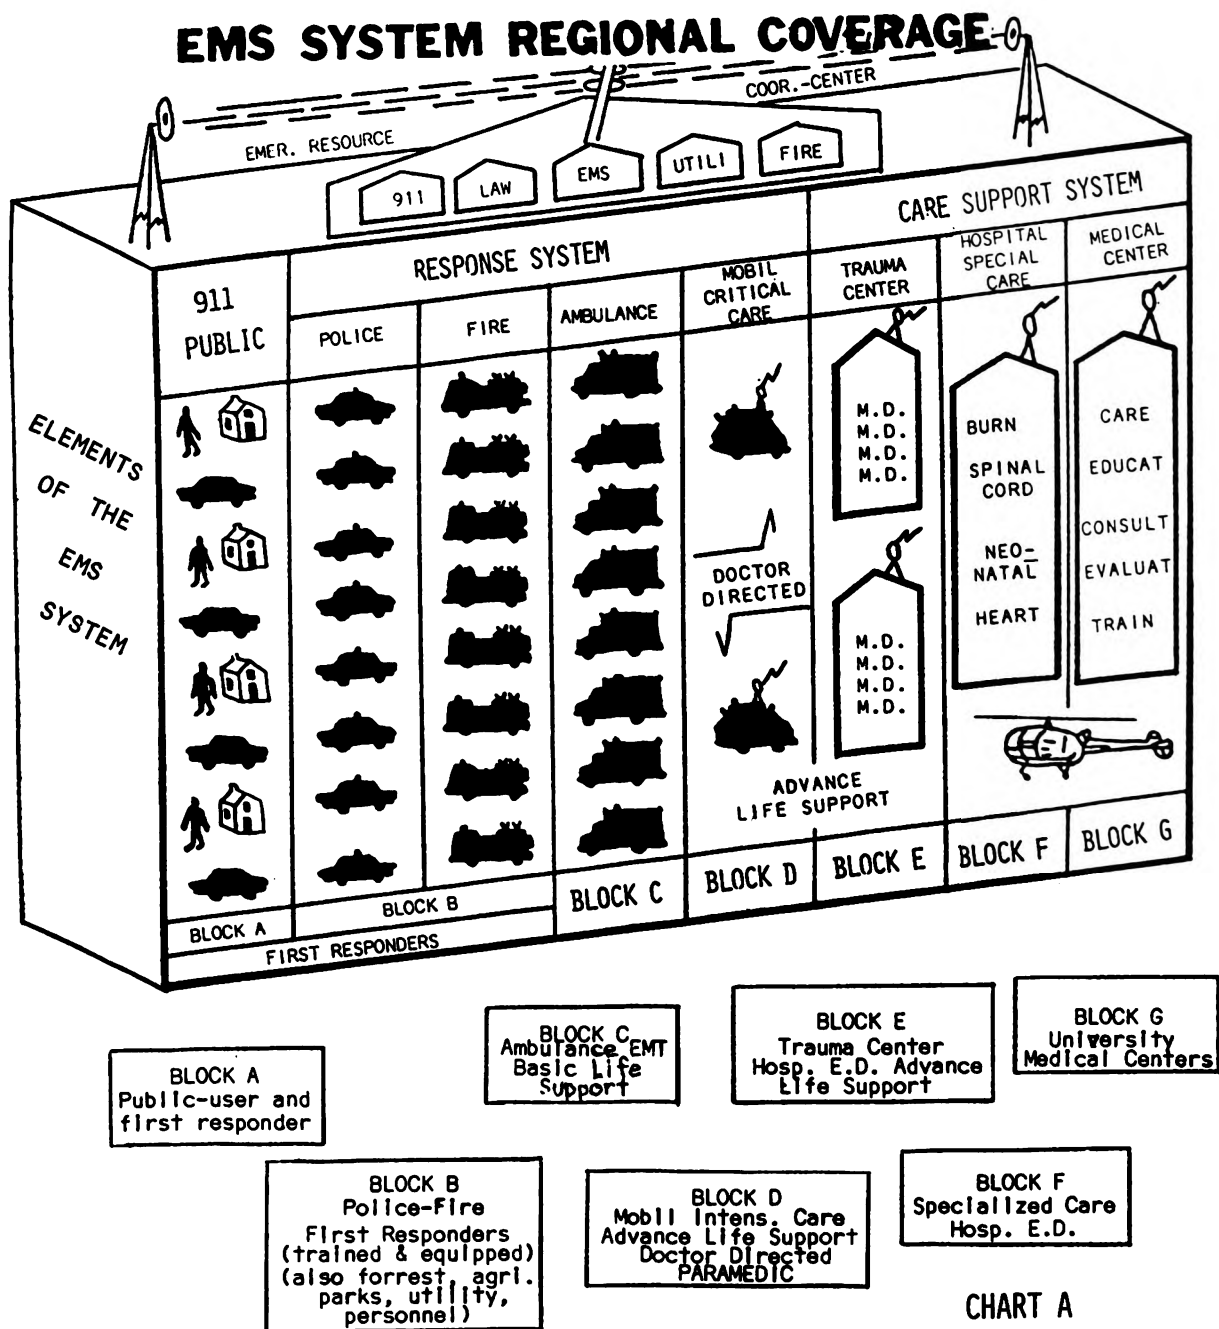 EMS SYSTEM REGIONAL COVERAGE
COOR.-CENTER
EMER. RESOURCE
911
LAW
EMS
UTILI
FIRE
CARE SUPPORT SYSTEM
RESPONSE SYSTEM
911
PUBLIC
POLICE
FIRE
AMBULANCE
MOBIL
CRITICAL
CARE
TRAUMA
CENTER
HOSPITAL
SPECIAL
CARE
MEDICAL
CENTER
ELEMENTS
OF THE
EMS
SYSTEM
DOCTOR
DIRECTED
M.D.
M.D.
M.D.
M.D.
M.D.
M.D.
M.D.
M.D.
ADVANCE
LIFE SUPPORT
BURN
SPINAL
CORD
NEO-
NATAL
HEART
CARE
EDUCAT
CONSULT
EVALUAT
TRAIN
BLOCK A
BLOCK B
BLOCK C
BLOCK D
BLOCK E
BLOCK F
BLOCK G
FIRST RESPONDERS
BLOCK A
Public-user and
first responder
BLOCK C
Ambulance EMT
Basic Life
Support
BLOCK E
Trauma Center
Hosp. E.D. Advance
Life Support
BLOCK G
University
Medical Centers
BLOCK B
Police-Fire
First Responders
(trained & equipped)
(also forrest, agri.
parks, utility,
personnel)
BLOCK D
Mobil Intens. Care
Advance Life Support
Doctor Directed
PARAMEDIC
BLOCK F
Specialized Care
Hosp. E.D.
CHART A